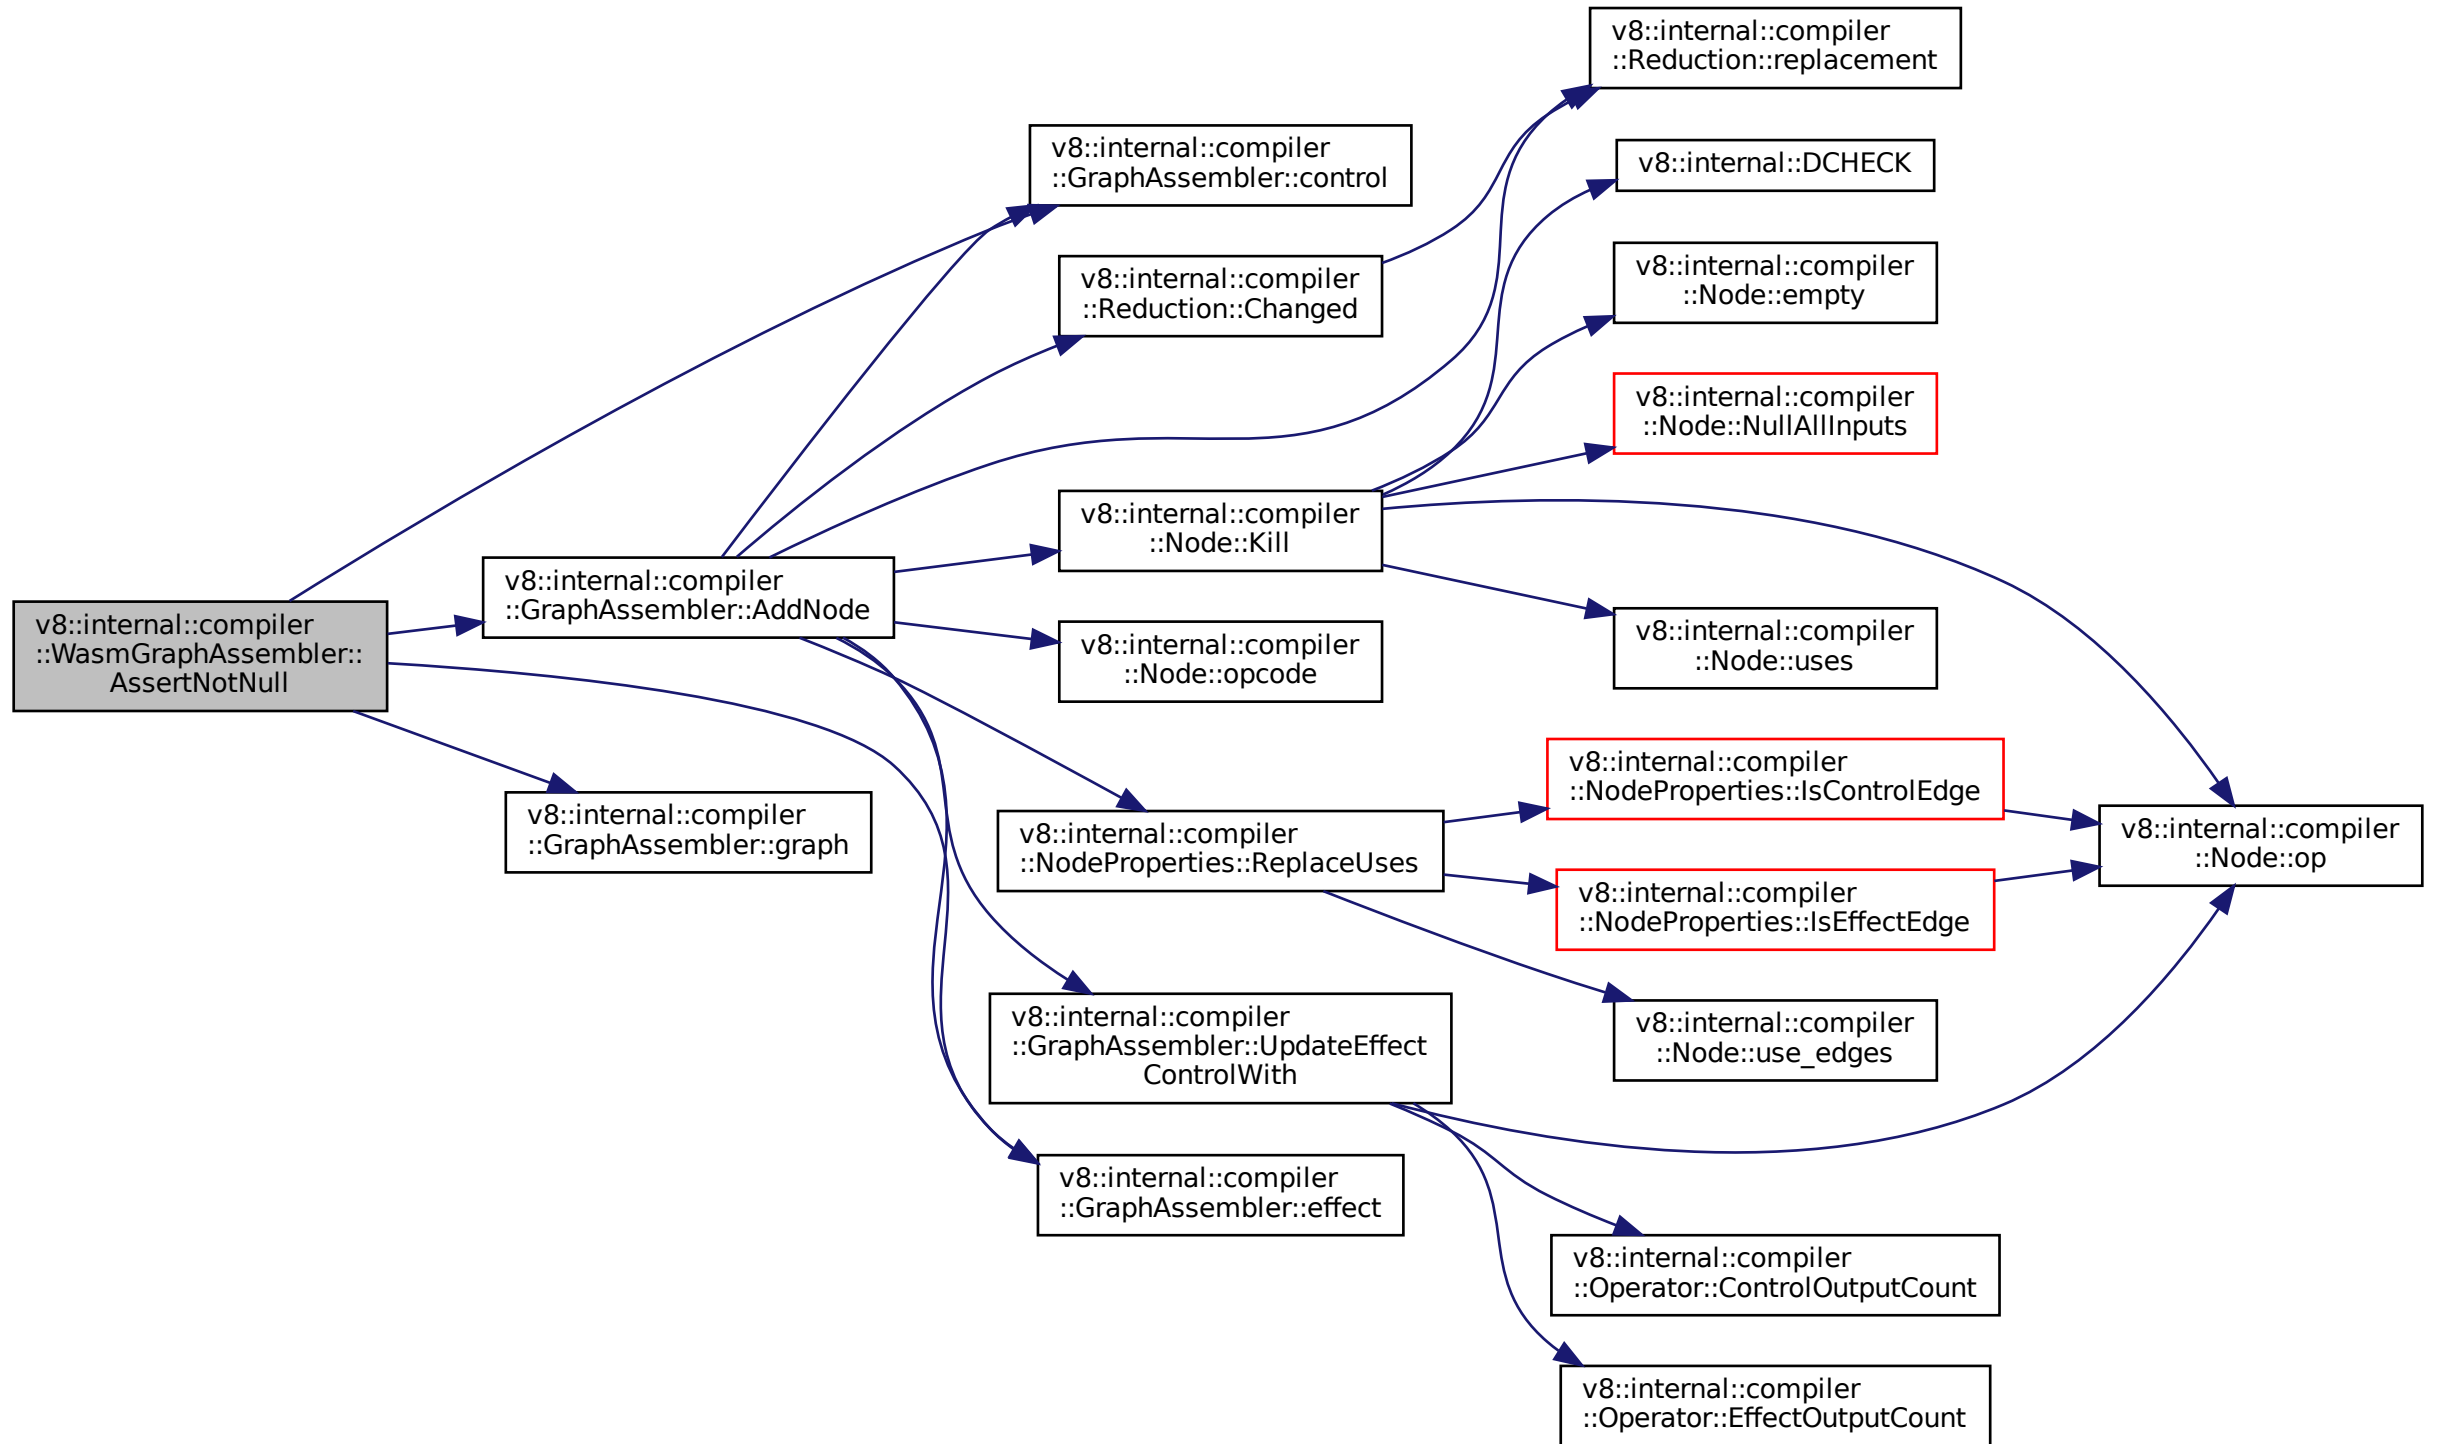 v8::internal::compiler
::WasmGraphAssembler::
AssertNotNull
v8::internal::compiler
::GraphAssembler::AddNode
v8::internal::compiler
::GraphAssembler::graph
v8::internal::compiler
::GraphAssembler::control
v8::internal::compiler
::Reduction::Changed
v8::internal::compiler
::Node::Kill
v8::internal::compiler
::Node::opcode
v8::internal::compiler
::NodeProperties::ReplaceUses
v8::internal::compiler
::GraphAssembler::UpdateEffect
ControlWith
v8::internal::compiler
::GraphAssembler::effect
v8::internal::compiler
::Reduction::replacement
v8::internal::DCHECK
v8::internal::compiler
::Node::empty
v8::internal::compiler
::Node::NullAllInputs
v8::internal::compiler
::Node::uses
v8::internal::compiler
::NodeProperties::IsControlEdge
v8::internal::compiler
::NodeProperties::IsEffectEdge
v8::internal::compiler
::Node::use_edges
v8::internal::compiler
::Operator::ControlOutputCount
v8::internal::compiler
::Operator::EffectOutputCount
v8::internal::compiler
::Node::op